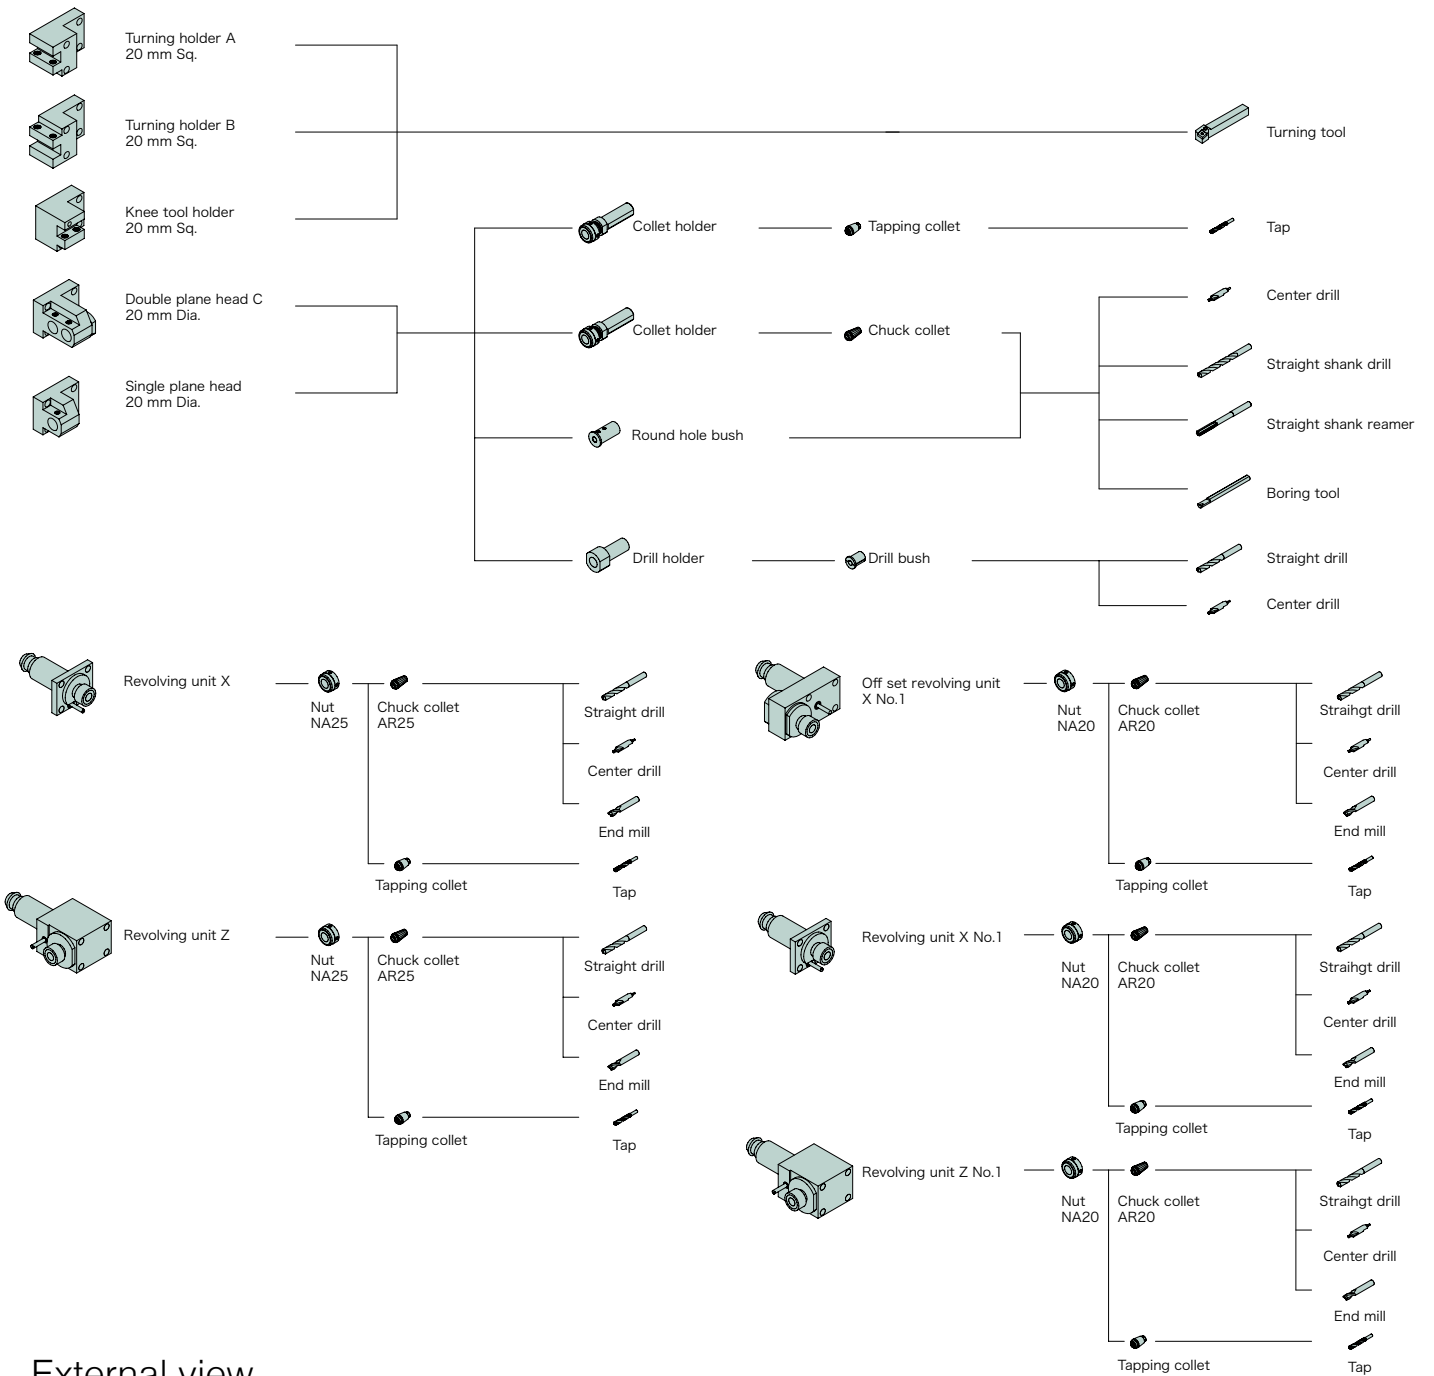 Turning holder A
20 mm Sq.
Turning holder B
20 mm Sq.
Turning tool
Knee tool holder
20 mm Sq.
Collet holder
Tapping collet
Tap
Double plane head C
20 mm Dia.
Center drill
Collet holder
Chuck collet
Straight shank drill
Single plane head
20 mm Dia.
Straight shank reamer
Round hole bush
Boring tool
Drill holder
Drill bush
Straight drill
Center drill
Revolving unit X
Nut
NA25
Chuck collet
AR25
Straight drill
Center drill
End mill
Tapping collet
Tap
Revolving unit Z
Nut
NA25
Chuck collet
AR25
Straight drill
Center drill
End mill
Tapping collet
Tap
Off set revolving unit
X No.1
Nut
NA20
Chuck collet
AR20
Straihgt drill
Center drill
End mill
Tapping collet
Tap
Revolving unit X No.1
Nut
NA20
Chuck collet
AR20
Straihgt drill
Center drill
End mill
Tapping collet
Tap
Revolving unit Z No.1
Nut
NA20
Chuck collet
AR20
Straihgt drill
Center drill
End mill
Tapping collet
Tap
External view